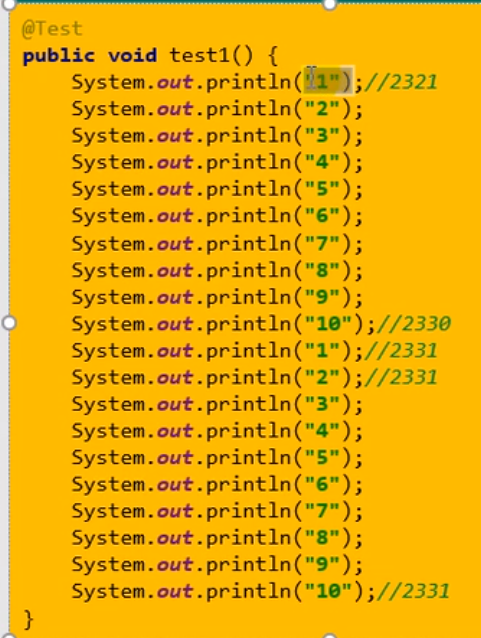 @Test
public void test1() {
System.out.println("1");//2321
System.out.println("2");
System.out.println("3");
System.out.println("4");
System.out.println("5");
System.out.println("6");
System.out.println("7");
System.out.println("8");
System.out.println("9");
System.out.println("10");//2330
System.out.println("1");//2331
System.out.println("2");//2331
System.out.println("3");
System.out.println("4");
System.out.println("5");
System.out.println("6");
System.out.println("7");
System.out.println("8");
System.out.println("9");
System.out.println("10");//2331
}